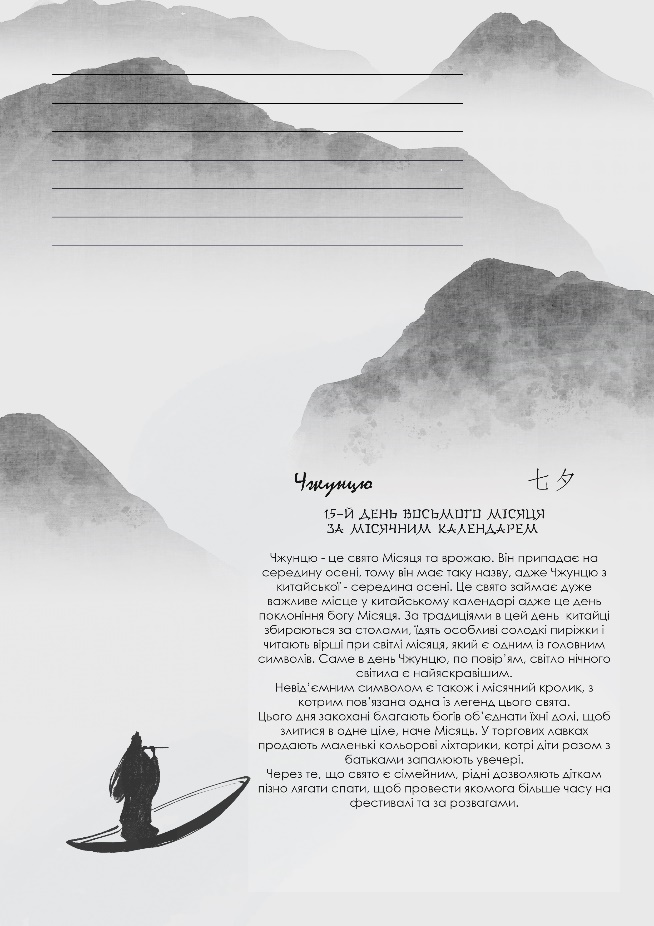 Чжунцю
七夕
15-Й ДЕНЬ ВОСЬМОГО МІСЯЦЯ
ЗА МІСЯЧНИМ КАЛЕНДАРЕМ
Чжунцю - це свято Місяця та врожаю. Він припадає на
середину осені, тому він має таку назву, адже Чжунцю з
китайської - середина осені. Це свято займає дуже
важливе місце у китайському календарі адже це день
поклоніння богу Місяця. За традиціями в цей день китайці
збираються за столами, їдять особливі солодкі пиріжки і
читають вірші при світлі місяця, який є одним із головним
символів. Саме в день Чжунцю, по повір’ям, світло нічного
світила є найяскравішим.
Невід’ємним символом є також і місячний кролик, з
котрим пов’язана одна із легенд цього свята.
Цього дня закохані благають богів об’єднати їхні долі, щоб
злитися в одне ціле, наче Місяць. У торгових лавках
продають маленькі кольорові ліхтарики, котрі діти разом з
батьками запалюють увечері.
Через те, що свято є сімейним, рідні дозволяють діткам
пізно лягати спати, щоб провести якомога більше часу на
фестивалі та за розвагами.